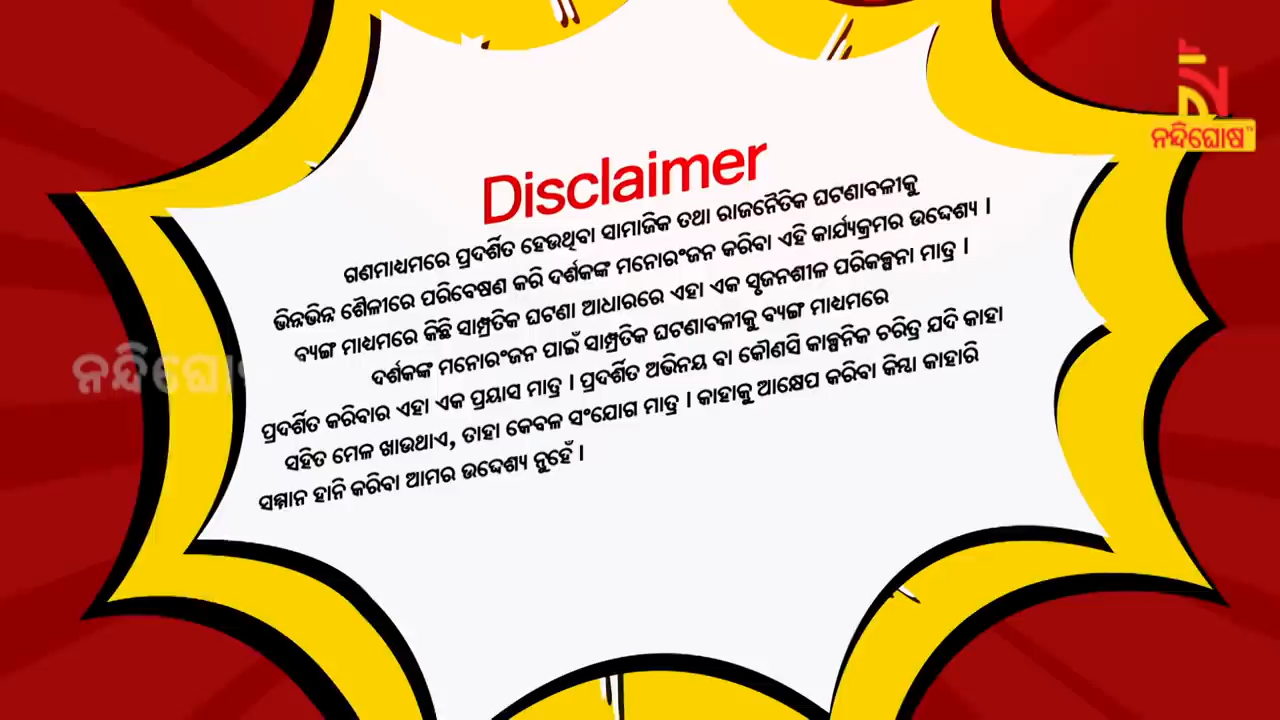 ନନ୍ଦିଘୋଷ
Disclaimer
ଗଣମାଧ୍ୟମରେ ପ୍ରଦର୍ଶିତ ହେଉଥିବା ସାମାଜିକ ତଥା ରାଜନୈତିକ ଘଟଣାବଳୀକୁ
ଭିନ୍ନଭିନ୍ନ ଶୈଳୀରେ ପରିବେଷଣ କରି ଦର୍ଶକଙ୍କ ମନୋରଂଜନ କରିବା ଏହି କାର୍ଯ୍ୟକ୍ରମର ଉଦ୍ଦେଶ୍ୟ ।
ବ୍ୟଙ୍ଗ ମାଧ୍ୟମରେ କିଛି ସାମ୍ପ୍ରତିକ ଘଟଣା ଆଧାରରେ ଏହା ଏକ ସୃଜନଶୀଳ ପରିକଳ୍ପନା ମାତ୍ର ।
ଦର୍ଶକଙ୍କ ମନୋରଂଜନ ପାଇଁ ସାମ୍ପ୍ରତିକ ଘଟଣାବଳୀକୁ ବ୍ୟଙ୍ଗ ମାଧ୍ୟମରେ
ପ୍ରଦର୍ଶିତ କରିବାର ଏହା ଏକ ପ୍ରୟାସ ମାତ୍ର । ପ୍ରଦର୍ଶିତ ଅଭିନୟ ବା କୌଣସି କାଳ୍ପନିକ ଚରିତ୍ର ଯଦି କାହା
ସହିତ ମେଳ ଖାଉଥାଏ, ତାହା କେବଳ ସଂଯୋଗ ମାତ୍ର । କାହାକୁ ଆକ୍ଷେପ କରିବା କିମ୍ୱା କାହାରି
ସମ୍ମାନ ହାନି କରିବା ଆମର ଉଦ୍ଦେଶ୍ୟ ନୁହେଁ ।